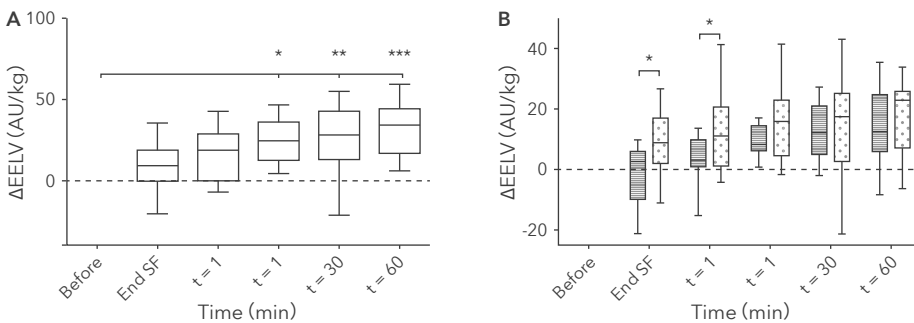 A
100
50
0
ΔEELV (AU/kg)
*
**
***
Before
End SF
t = 1
t = 1
t = 30
t = 60
Time (min)
B
40
20
0
-20
ΔEELV (AU/kg)
*
*
Before
End SF
t = 1
t = 1
t = 30
t = 60
Time (min)